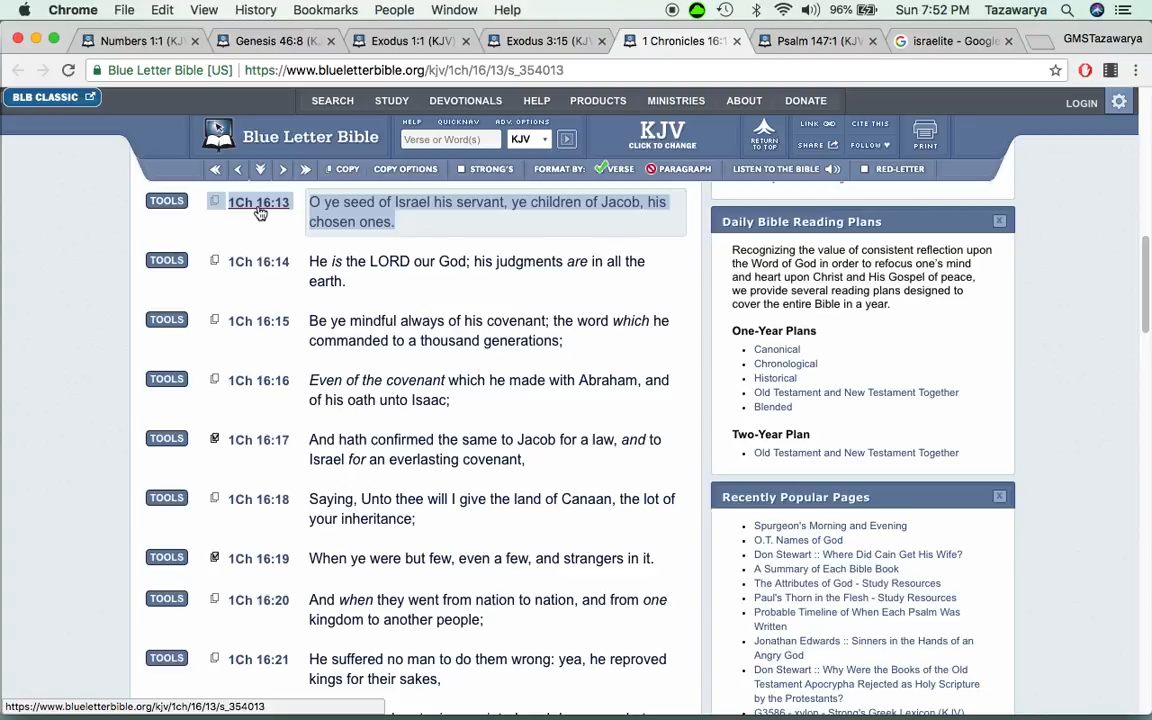 Chrome File Edit View History Bookmarks People Window Help 96% Sun 7:52 PM Tazawarya
Numbers 1:1 (KJV Genesis 46:8 (KJ Exodus 1:1 (KJV) Exodus 3:15 (KJV 1 Chronicles 16:1 Psalm 147:1 (KJV israelite - Google GMSTazawarya
Blue Letter Bible [US] https://www.blueletterbible.org/kjv/1ch/16/13/s_354013
BLB CLASSIC
SEARCH STUDY DEVOTIONALS HELP PRODUCTS MINISTRIES ABOUT DONATE LOGIN
Blue Letter Bible
HELP QUICKNAV ADV. OPTIONS
Verse or Word(s) KJV
KJV
CLICK TO CHANGE
RETURN
TO TOP
LINK CITE THIS
SHARE FOLLOW
PRINT
COPY COPY OPTIONS STRONG'S FORMAT BY: VERSE PARAGRAPH LISTEN TO THE BIBLE RED-LETTER
TOOLS 1Ch 16:13 O ye seed of Israel his servant, ye children of Jacob, his
chosen ones.
TOOLS 1Ch 16:14 He is the LORD our God; his judgments are in all the
earth.
TOOLS 1Ch 16:15 Be ye mindful always of his covenant; the word which he
commanded to a thousand generations;
TOOLS 1Ch 16:16 Even of the covenant which he made with Abraham, and
of his oath unto Isaac;
TOOLS 1Ch 16:17 And hath confirmed the same to Jacob for a law, and to
Israel for an everlasting covenant,
TOOLS 1Ch 16:18 Saying, Unto thee will I give the land of Canaan, the lot of
your inheritance;
TOOLS 1Ch 16:19 When ye were but few, even a few, and strangers in it.
TOOLS 1Ch 16:20 And when they went from nation to nation, and from one
kingdom to another people;
TOOLS 1Ch 16:21 He suffered no man to do them wrong: yea, he reproved
kings for their sakes,
Daily Bible Reading Plans
Recognizing the value of consistent reflection upon
the Word of God in order to refocus one's mind
and heart upon Christ and His Gospel of peace,
we provide several reading plans designed to
cover the entire Bible in a year.
One-Year Plans
Canonical
Chronological
Historical
Old Testament and New Testament Together
Blended
Two-Year Plan
Old Testament and New Testament Together
Recently Popular Pages
Spurgeon's Morning and Evening
O.T. Names of God
Don Stewart :: Where Did Cain Get His Wife?
A Summary of Each Bible Book
The Attributes of God - Study Resources
Paul's Thorn in the Flesh - Study Resources
Probable Timeline of When Each Psalm Was
Written
Jonathan Edwards :: Sinners in the Hands of an
Angry God
Don Stewart :: Why Were the Books of the Old
Testament Apocrypha Rejected as Holy Scripture
by the Protestants?
G3586 - xylon - Strong's Greek Lexicon (KJV)
https://www.blueletterbible.org/kjv/1ch/16/13/s_354013